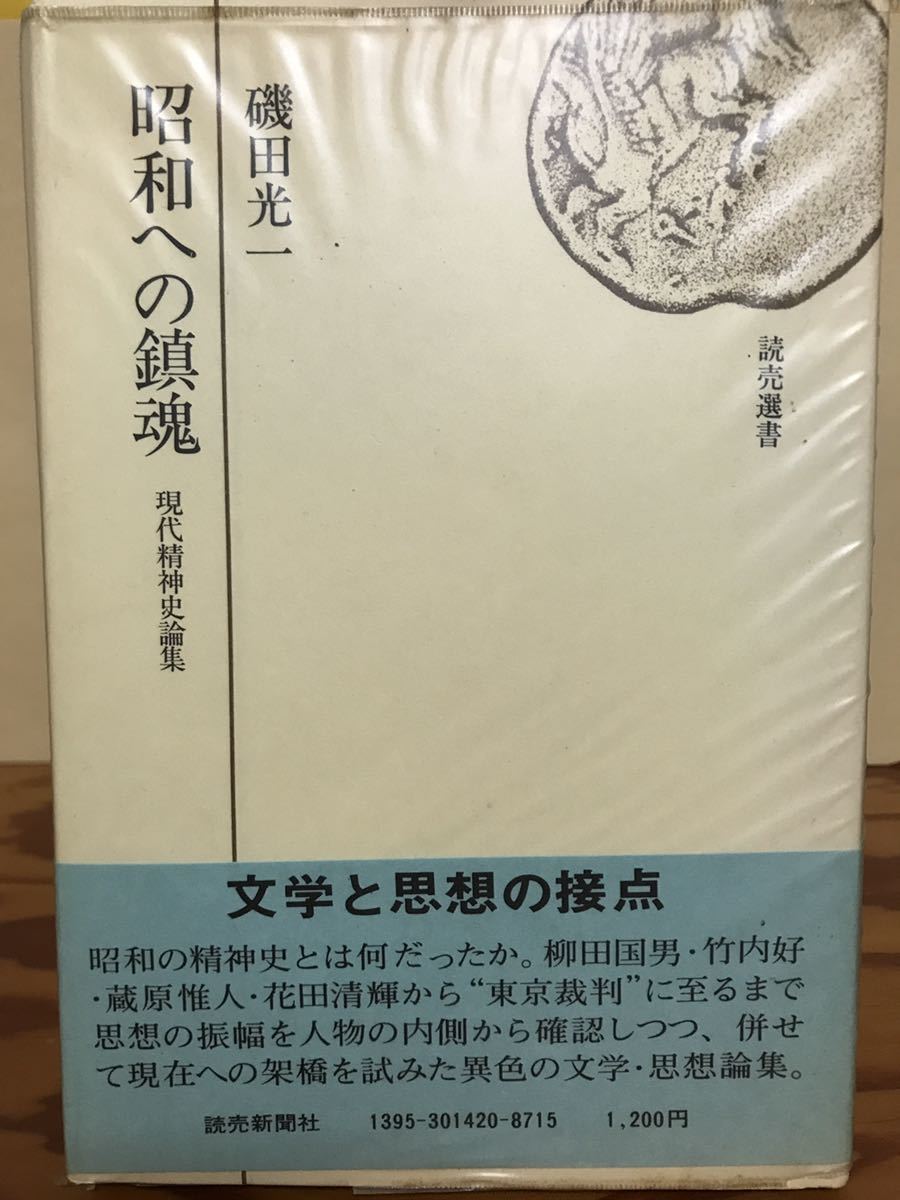 読売選書
磯田光一
昭和への鎮魂
現代精神史論集
文学と思想の接点
昭和の精神史とは何だったか。柳田国男・竹内好
・蔵原惟人・花田清輝から“東京裁判”に至るまで
思想の振幅を人物の内側から確認しつつ、併せ
て現在への架橋を試みた異色の文学・思想論集。
読売新聞社 1395-301420-8715 1,200円